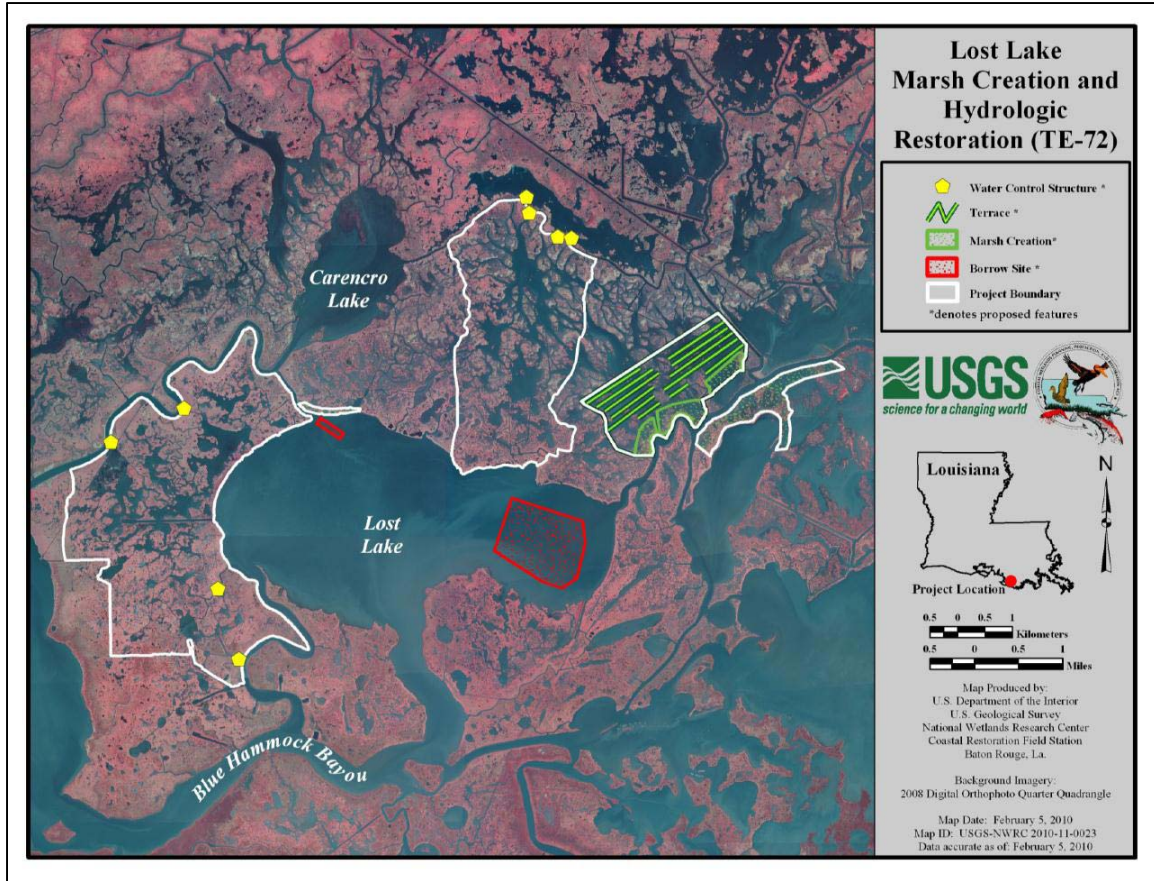 Lost Lake
Marsh Creation and
Hydrologic
Restoration (TE-72)
Water Control Structure *
Terrace *
Marsh Creation*
Borrow Site *
Project Boundary
*denotes proposed features
USGS
science for a changing world
Louisiana
N
Project Location
0.5 0 0.5 1
Kilometers
0.5 0 0.5 1
Miles
Map Produced by:
U.S. Department of the Interior
U.S. Geological Survey
National Wetlands Research Center
Coastal Restoration Field Station
Baton Rouge, La.
Background Imagery:
2008 Digital Orthophoto Quarter Quadrangle
Map Date: February 5, 2010
Map ID: USGS-NWRC 2010-11-0023
Data accurate as of: February 5, 2010
Carencro
Lake
Lost
Lake
Blue Hammock Bayou